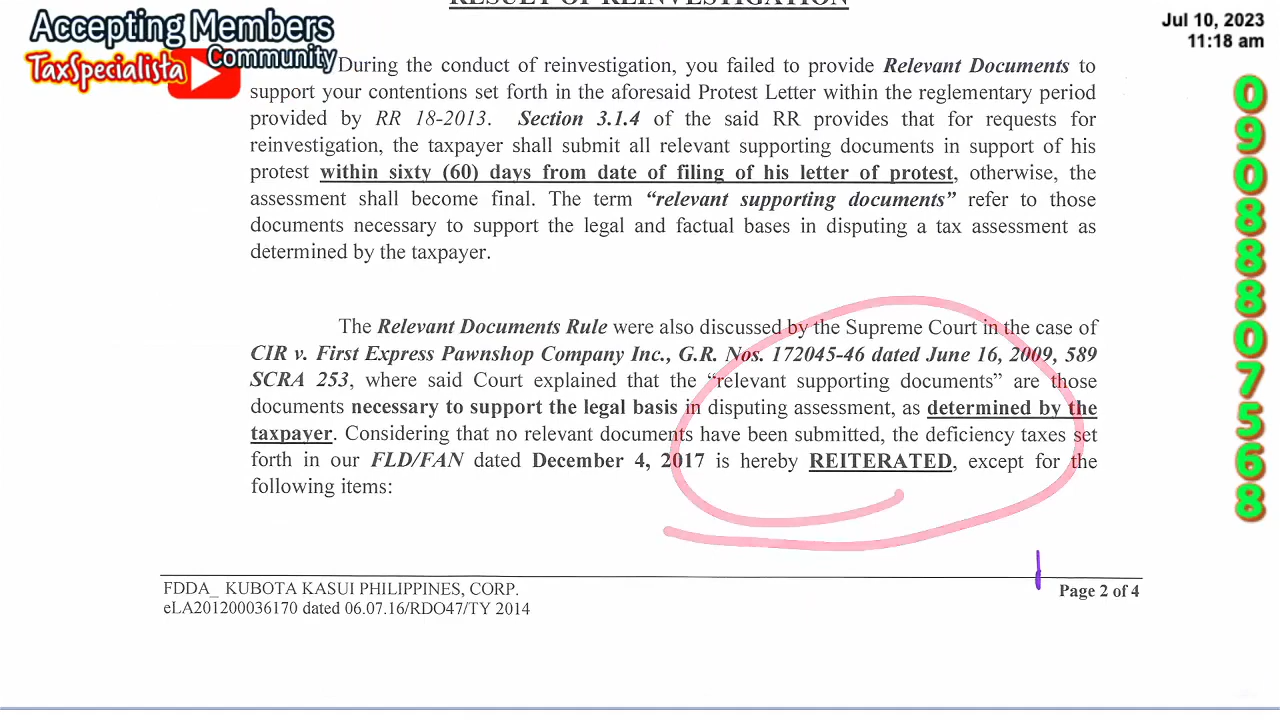 RESULT OF REINVESTIGATION
Accepting Members
Community
TaxSpecialista
Jul 10, 2023
11:18 am
During the conduct of reinvestigation, you failed to provide Relevant Documents to
support your contentions set forth in the aforesaid Protest Letter within the reglementary period
provided by RR 18-2013. Section 3.1.4 of the said RR provides that for requests for
reinvestigation, the taxpayer shall submit all relevant supporting documents in support of his
protest within sixty (60) days from date of filing of his letter of protest, otherwise, the
assessment shall become final. The term “relevant supporting documents” refer to those
documents necessary to support the legal and factual bases in disputing a tax assessment as
determined by the taxpayer.
The Relevant Documents Rule were also discussed by the Supreme Court in the case of
CIR v. First Express Pawnshop Company Inc., G.R. Nos. 172045-46 dated June 16, 2009, 589
SCRA 253, where said Court explained that the “relevant supporting documents” are those
documents necessary to support the legal basis in disputing assessment, as determined by the
taxpayer. Considering that no relevant documents have been submitted, the deficiency taxes set
forth in our FLD/FAN dated December 4, 2017 is hereby REITERATED, except for the
following items:
FDDA_ KUBOTA KASUI PHILIPPINES, CORP.
eLA201200036170 dated 06.07.16/RDO47/TY 2014
Page 2 of 4
09088807568